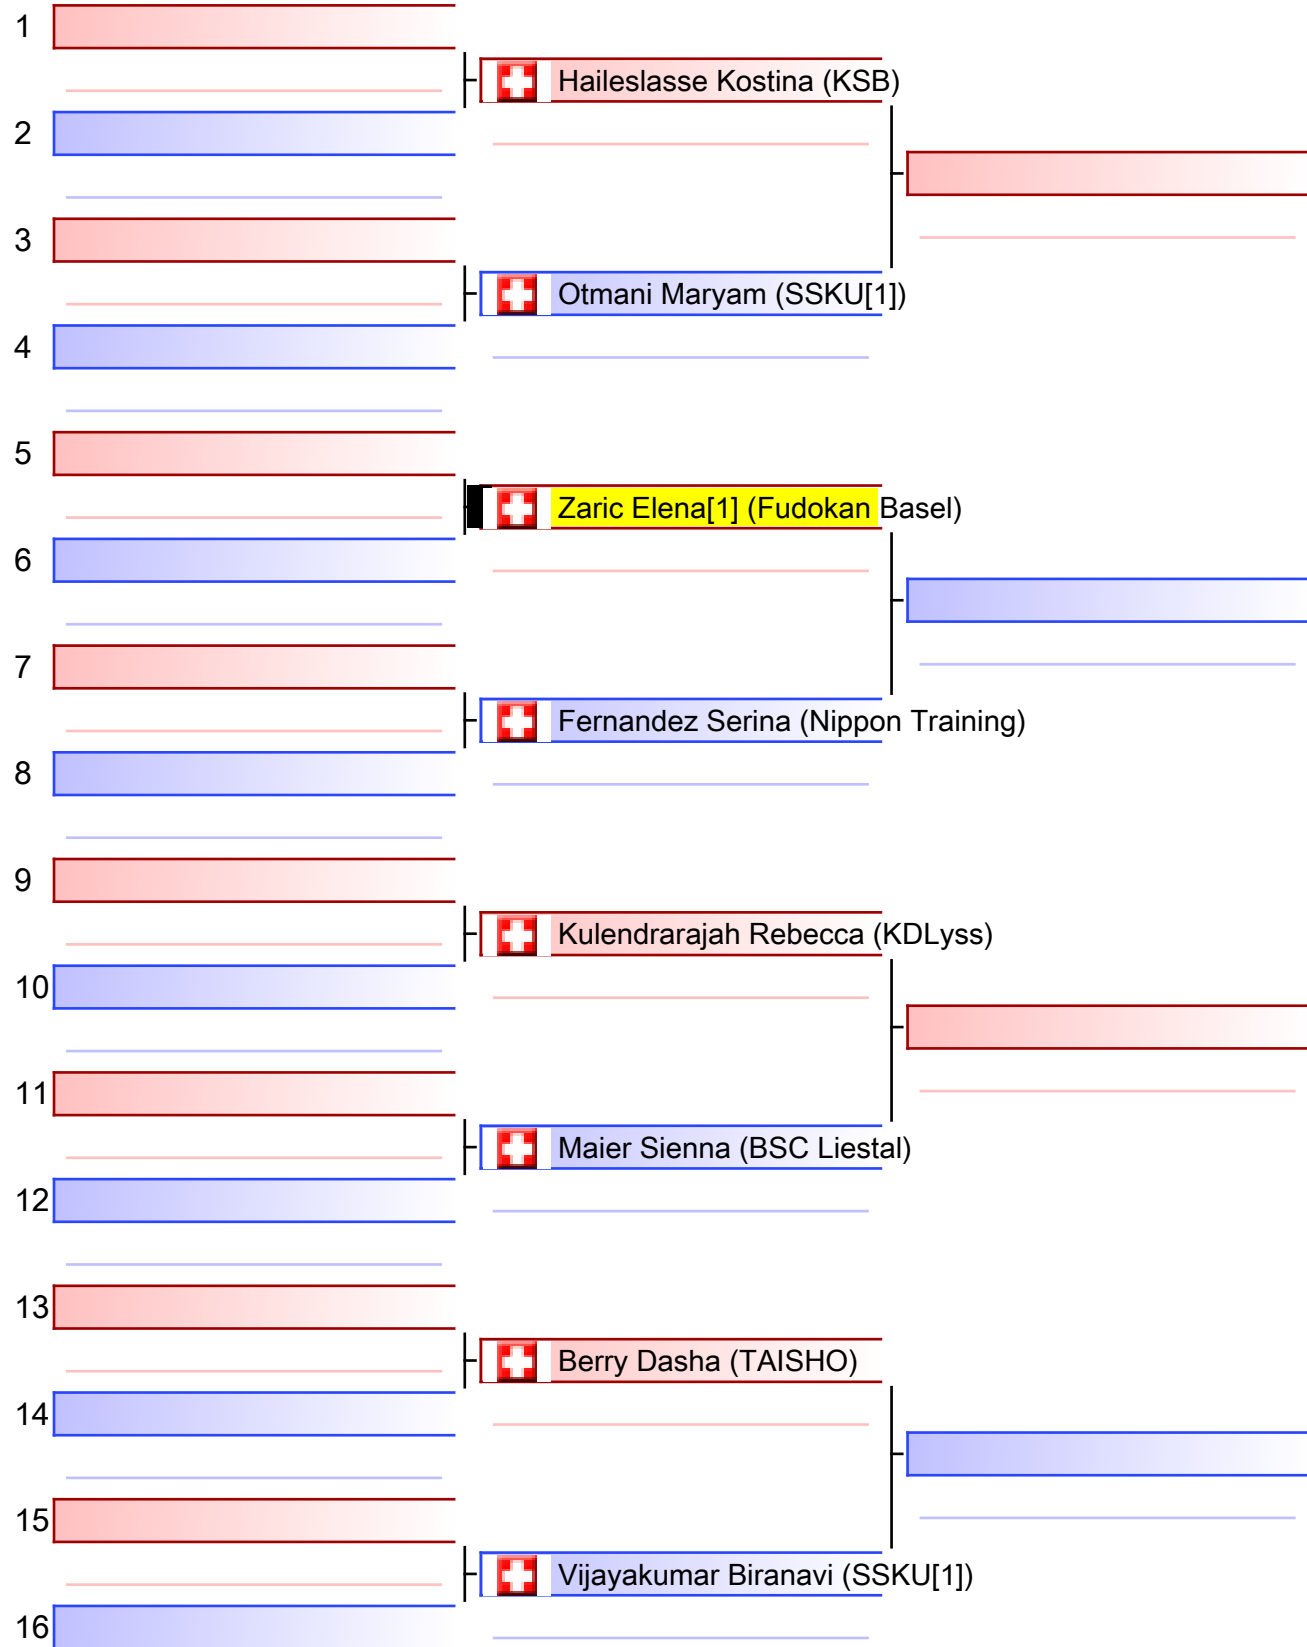 1
Haileslasse Kostina (KSB)
2
3
Otmani Maryam (SSKU[1])
4
5
Zaric Elena[1] (Fudokan Basel)
6
7
Fernandez Serina (Nippon Training)
8
9
Kulendrarajah Rebecca (KDLyss)
10
11
Maier Sienna (BSC Liestal)
12
13
Berry Dasha (TAISHO)
14
15
Vijayakumar Biranavi (SSKU[1])
16